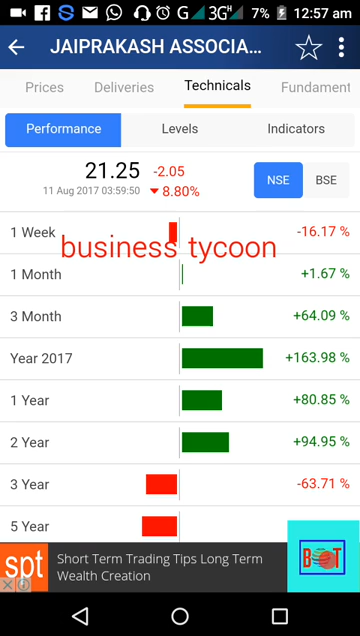 G 3G H 7% 12:57 am
JAIPRAKASH ASSOCIA...
Prices Deliveries Technicals Fundament
Performance Levels Indicators
21.25 -2.05
11 Aug 2017 03:59:50 8.80%
NSE BSE
1 Week -16.17 %
business tycoon
1 Month +1.67 %
3 Month +64.09 %
Year 2017 +163.98 %
1 Year +80.85 %
2 Year +94.95 %
3 Year -63.71 %
5 Year
spt Short Term Trading Tips Long Term
Wealth Creation